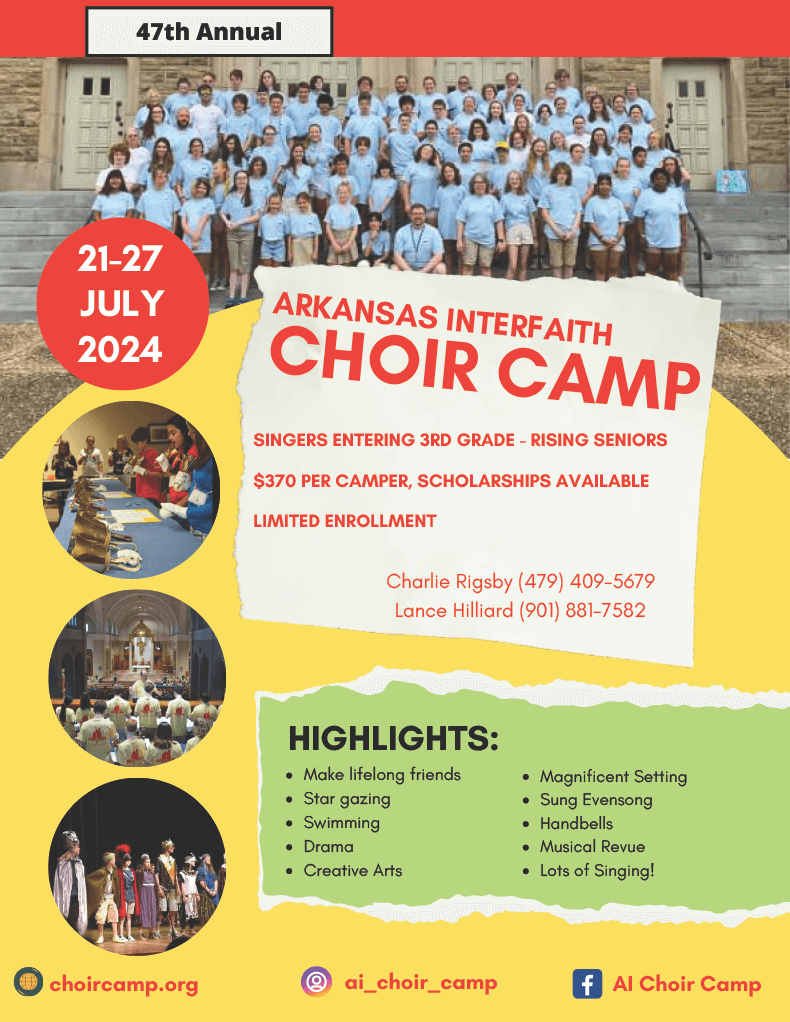 47th Annual
21-27
JULY
2024
ARKANSAS INTERFAITH
CHOIR CAMP
SINGERS ENTERING 3RD GRADE - RISING SENIORS
$370 PER CAMPER, SCHOLARSHIPS AVAILABLE
LIMITED ENROLLMENT
Charlie Rigsby (479) 409-5679
Lance Hilliard (901) 881-7582
HIGHLIGHTS:
• Make lifelong friends
• Star gazing
• Swimming
• Drama
• Creative Arts
• Magnificent Setting
• Sung Evensong
• Handbells
• Musical Revue
• Lots of Singing!
choircamp.org
ai_choir_camp
AI Choir Camp